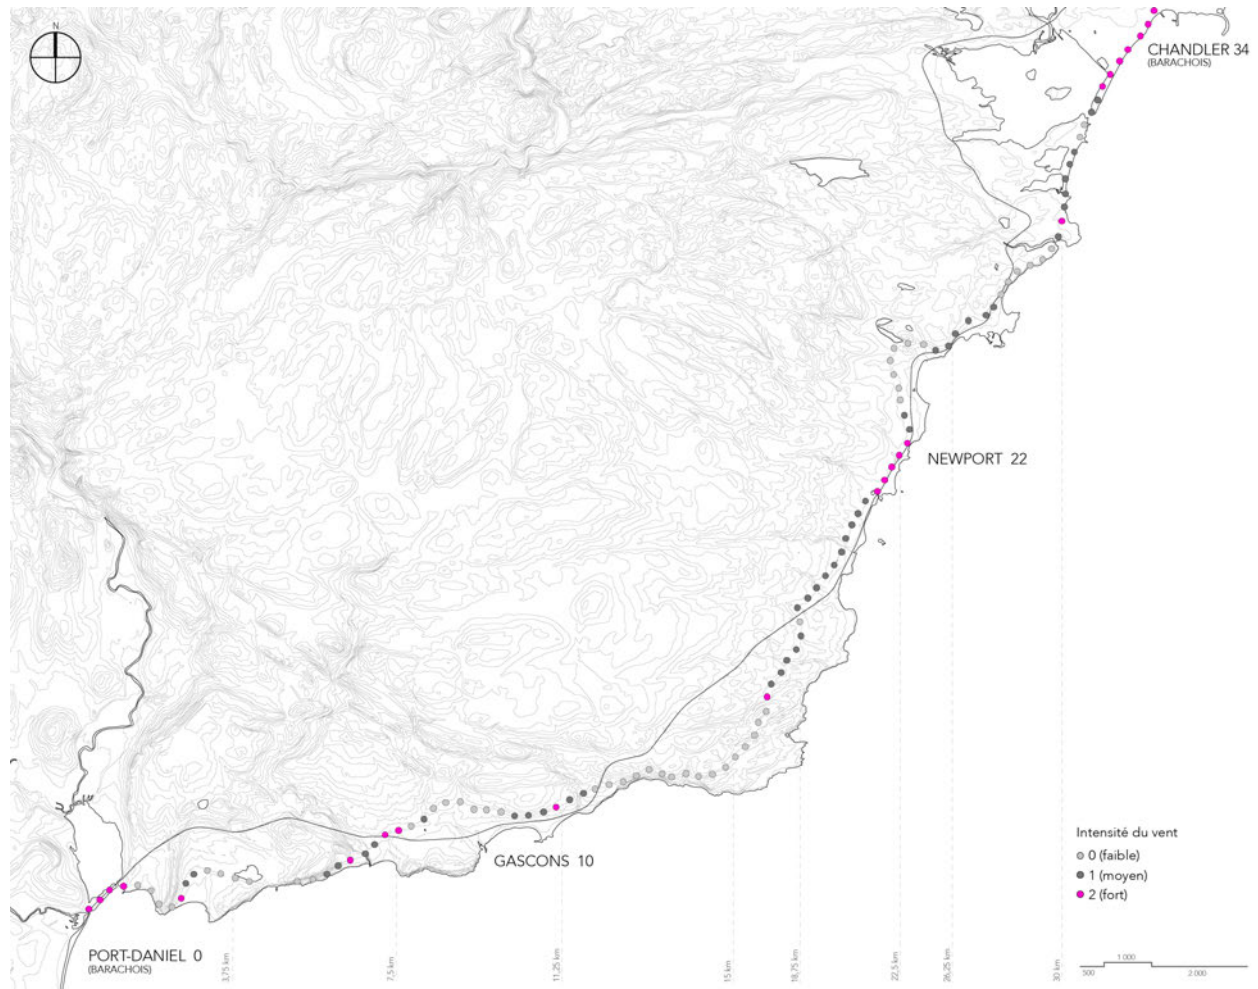 N
CHANDLER 34
(BARACHOIS)
NEWPORT 22
GASCONS 10
PORT-DANIEL 0
(BARACHOIS)
3,75 km
7,5 km
11,25 km
15 km
18,75 km
22,5 km
26,25 km
30 km
Intensité du vent
0 (faible)
1 (moyen)
2 (fort)
1 000
500
2 000